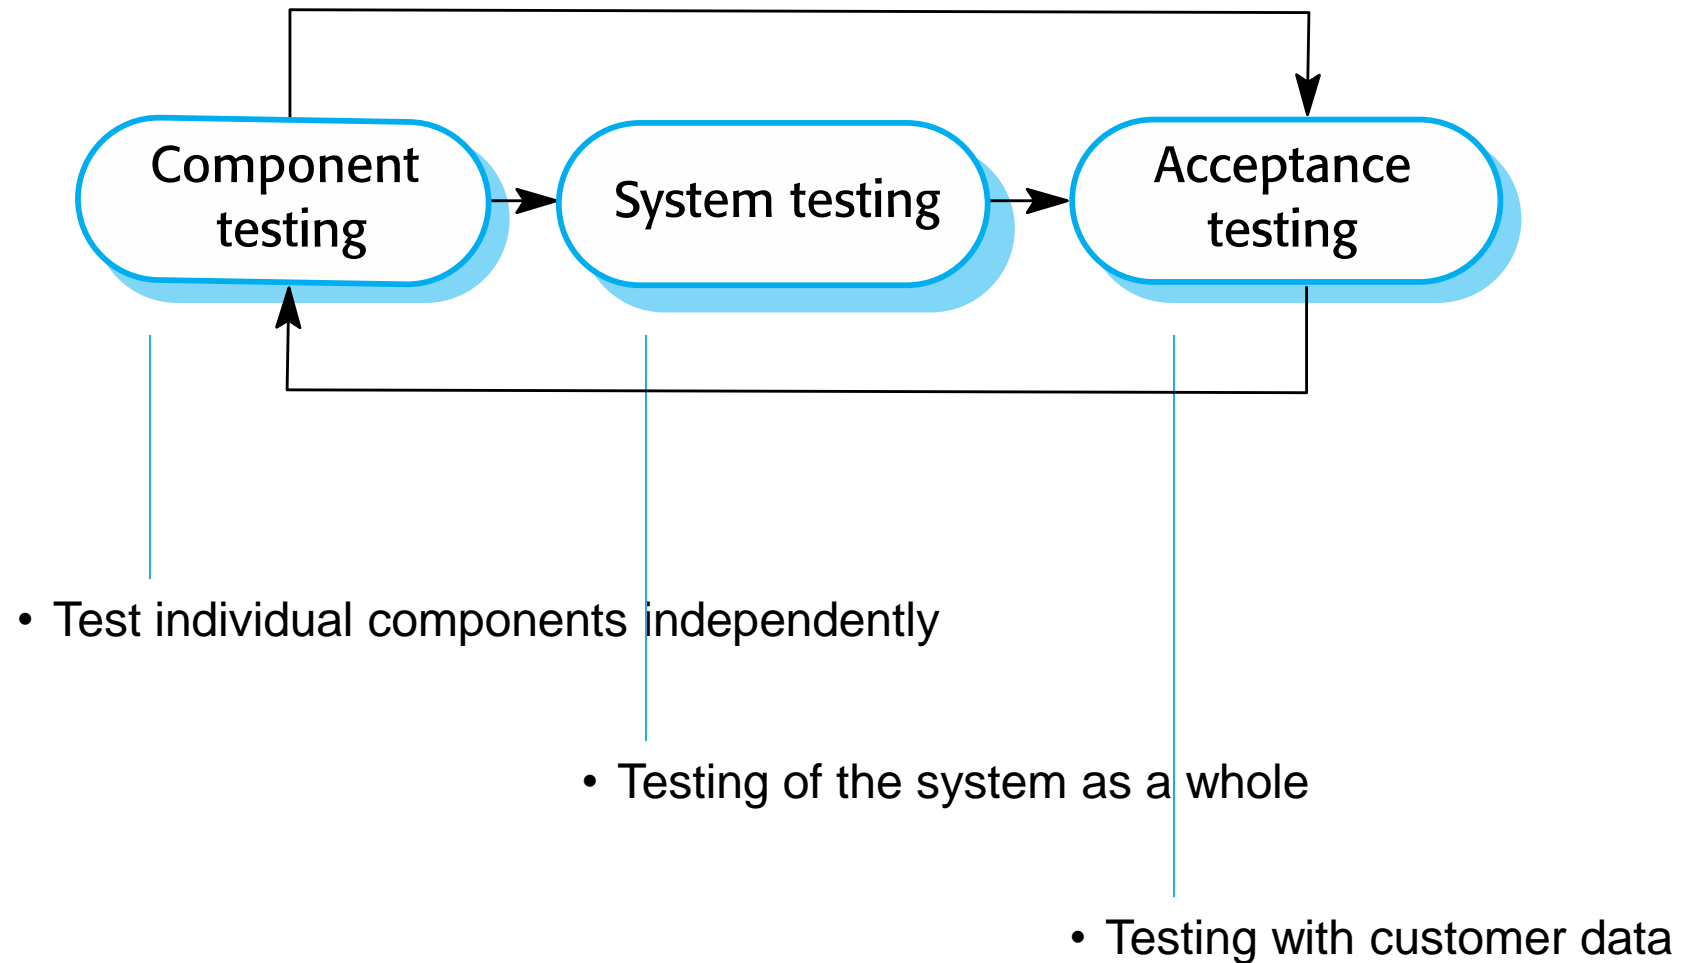 Component
testing
System testing
Acceptance
testing
• Test individual components independently
• Testing of the system as a whole
• Testing with customer data